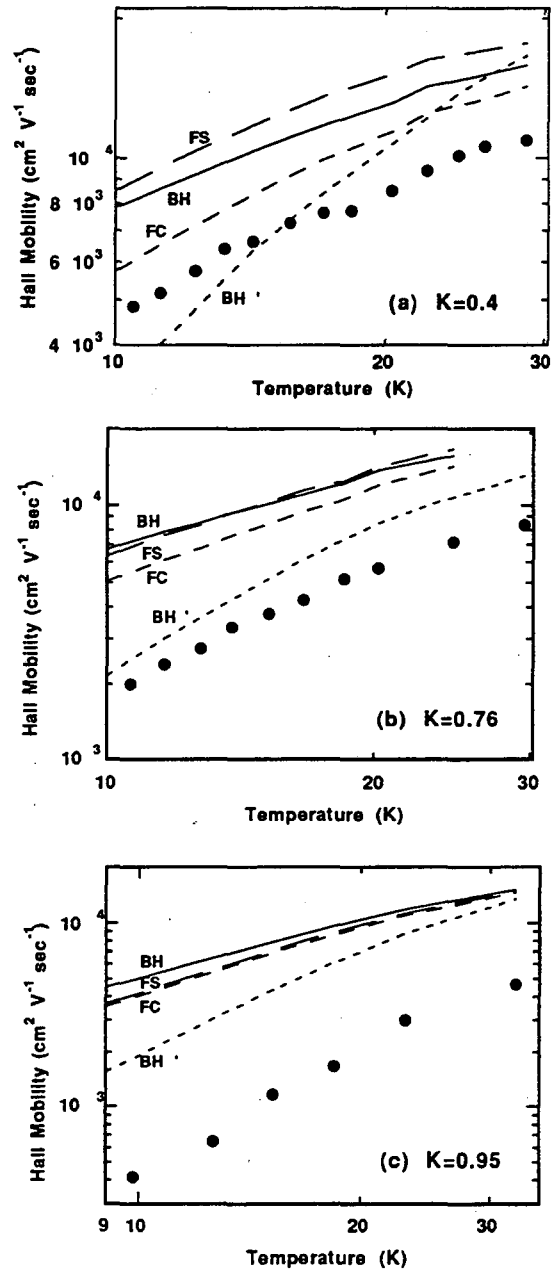 Hall Mobility (cm² V⁻¹ sec⁻¹)
10⁴
8 10³
6
4 10³
FS
BH
FC
BH '
(a) K=0.4
10 20 30
Temperature (K)
Hall Mobility (cm² V⁻¹ sec⁻¹)
10⁴
10³
BH
FS
FC
BH '
(b) K=0.76
10 20 30
Temperature (K)
Hall Mobility (cm² V⁻¹ sec⁻¹)
10⁴
10³
BH
FS
FC
BH '
(c) K=0.95
9 10 20 30
Temperature (K)